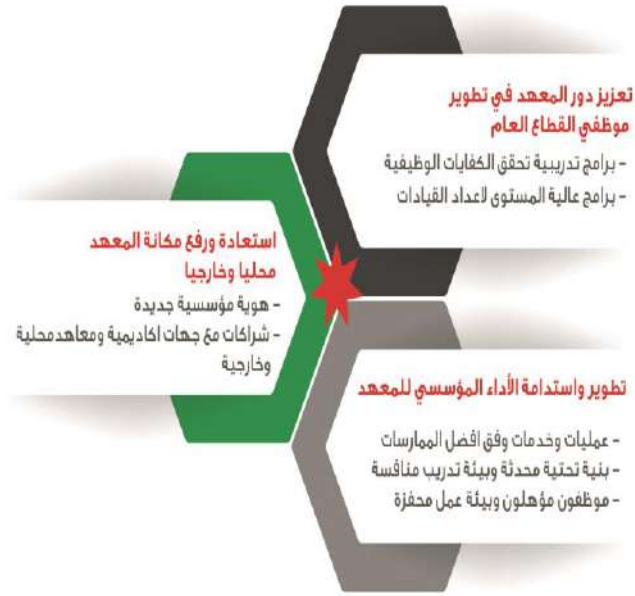 تعزيز دور المعهد في تطوير
موظفي القطاع العام
- برامج تدريبية تحقق الكفايات الوظيفية
- برامج عالية المستوى لاعداد القيادات
استعادة ورفع مكانة المعهد
محليا وخارجيا
- هوية مؤسسية جديدة
- شراكات مع جهات اكاديمية ومعاهد محلية
وخارجية
تطوير واستدامة الأداء المؤسسي للمعهد
- عمليات وخدمات وفق افضل الممارسات
- بنية تحتية محدثة وبيئة تدريب منافسة
- موظفون مؤهلون وبيئة عمل محفزة